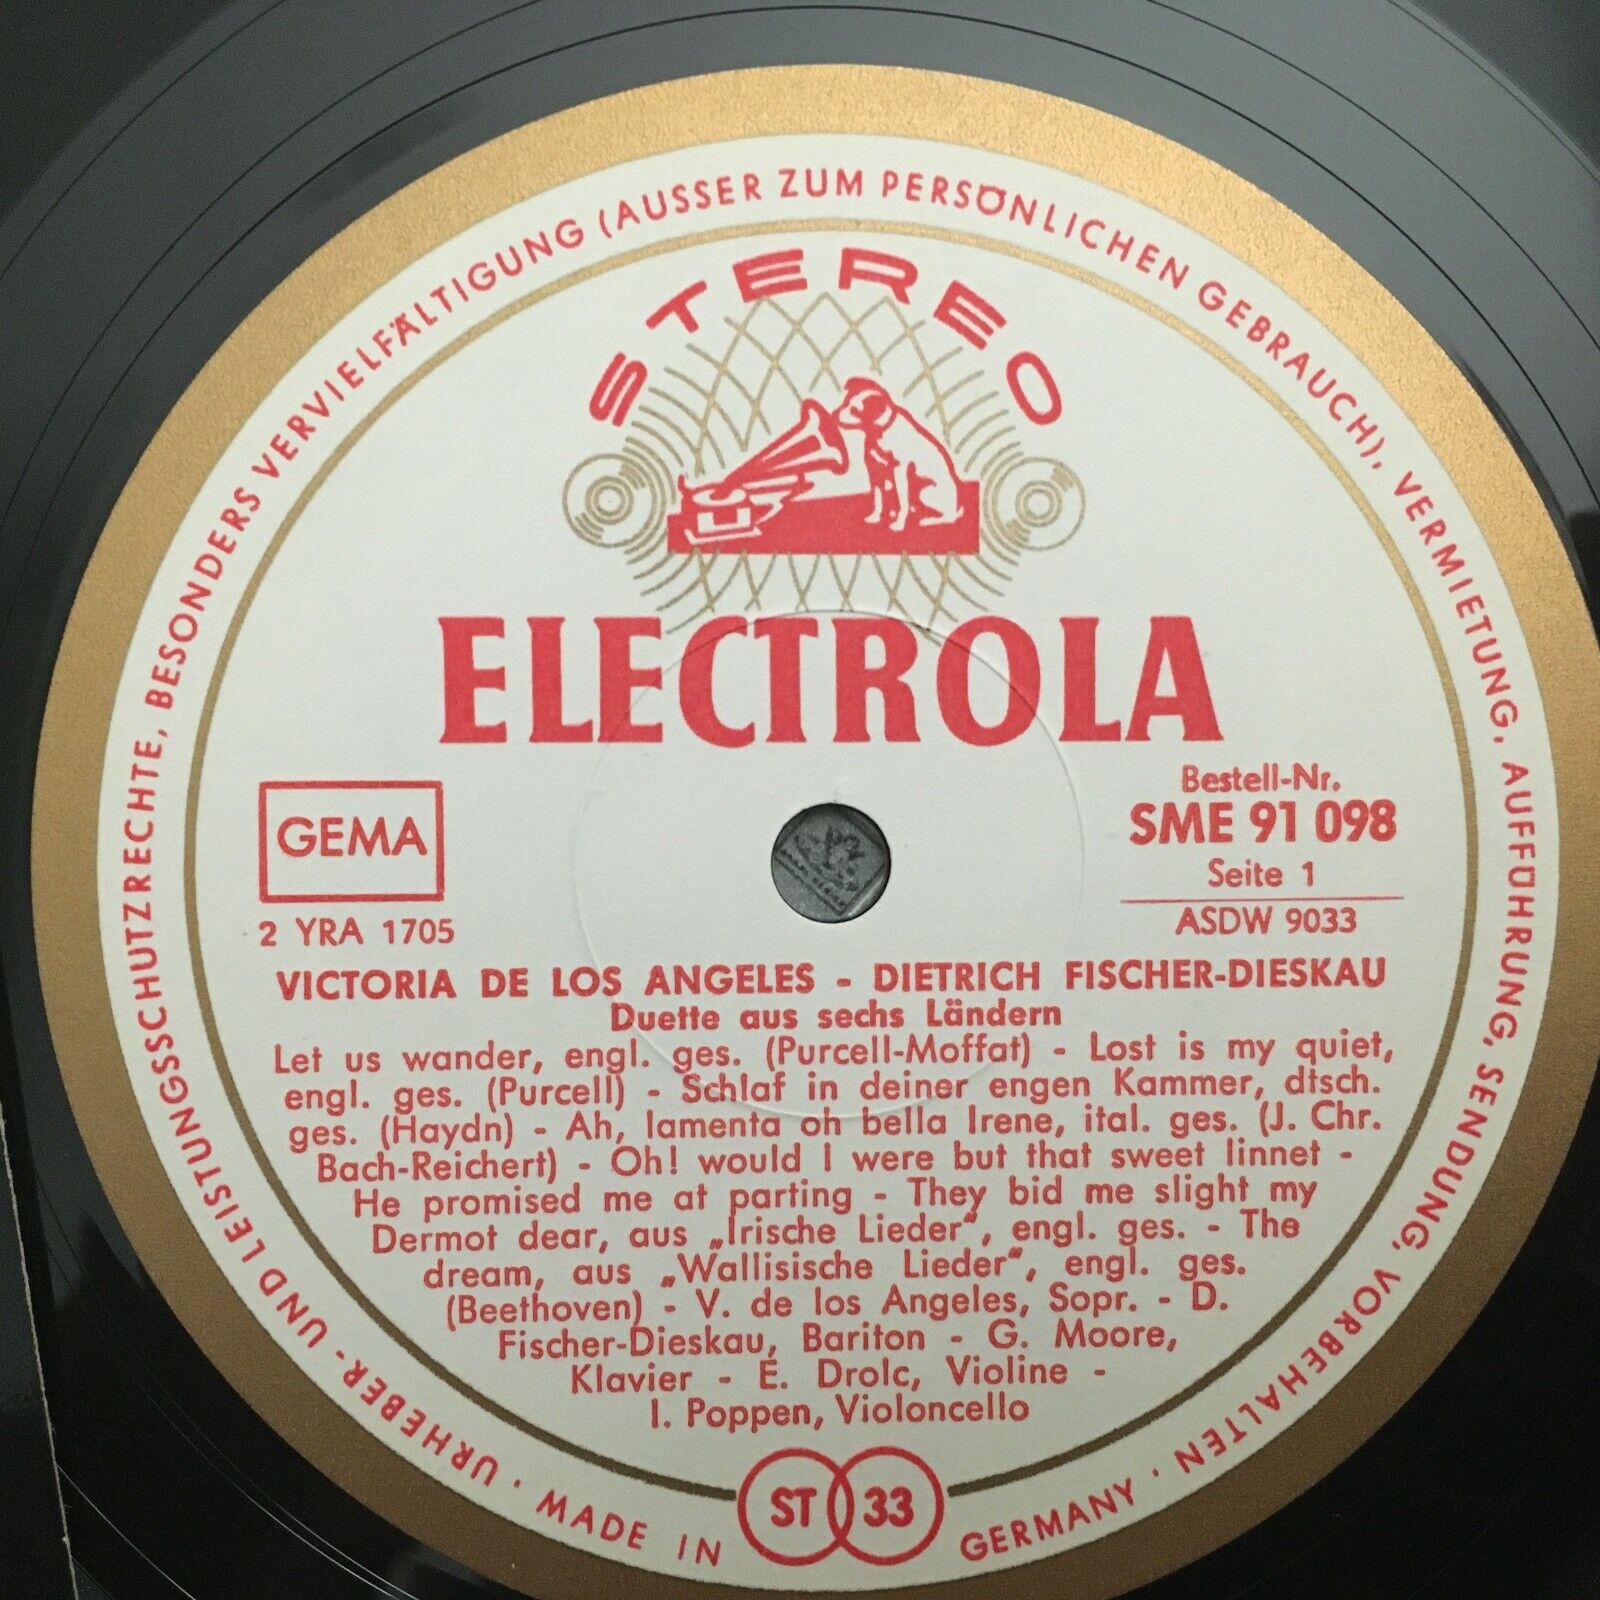 URHEBER- UND LEISTUNGSSCHUTZRECHTE, BESONDERS VERVIELFÄLTIGUNG (AUSSER ZUM PERSÖNLICHEN GEBRAUCH), VERMIETUNG, AUFFÜHRUNG, SENDUNG, VORBEHALTEN ·
STEREO
ELECTROLA
GEMA
2 YRA 1705
Bestell-Nr.
SME 91 098
Seite 1
ASDW 9033
VICTORIA DE LOS ANGELES - DIETRICH FISCHER-DIESKAU
Duette aus sechs Ländern
Let us wander, engl. ges. (Purcell-Moffat) - Lost is my quiet,
engl. ges. (Purcell) - Schlaf in deiner engen Kammer, dtsch.
ges. (Haydn) - Ah, lamenta oh bella Irene, ital. ges. (J. Chr.
Bach-Reichert) - Oh! would I were but that sweet linnet -
He promised me at parting - They bid me slight my
Dermot dear, aus „Irische Lieder“, engl. ges. - The
dream, aus „Wallisische Lieder“, engl. ges.
(Beethoven) - V. de los Angeles, Sopr. - D.
Fischer-Dieskau, Bariton - G. Moore,
Klavier - E. Drolc, Violine -
I. Poppen, Violoncello
ST 33
· MADE IN GERMANY ·